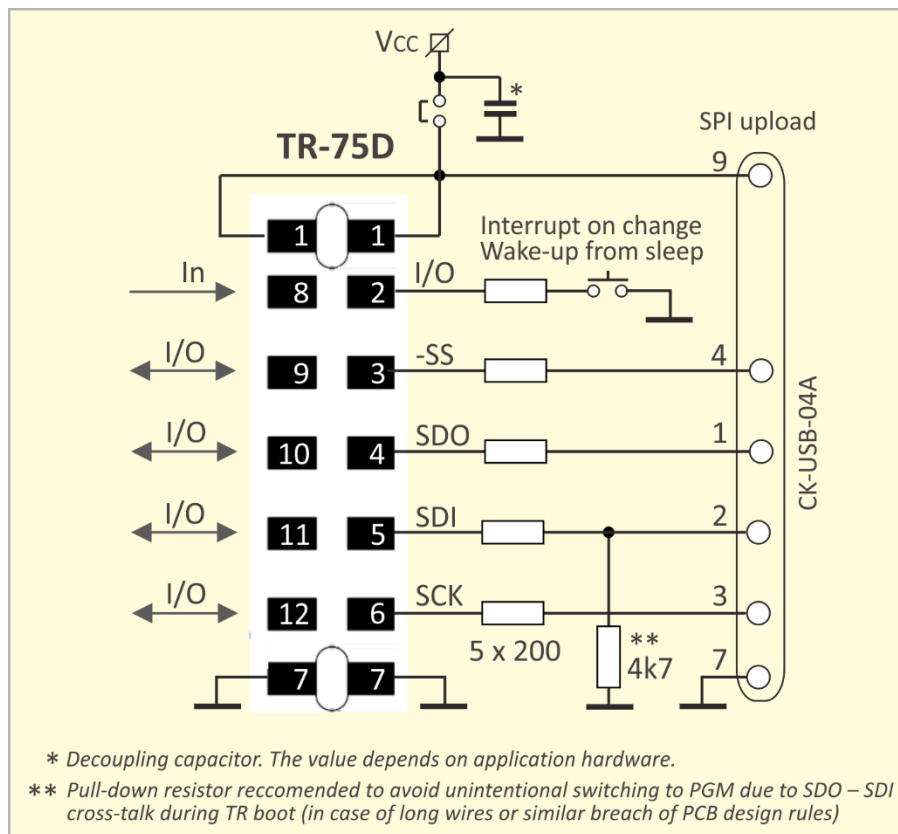 Vcc
*
SPI upload
TR-75D
9
1 1
Interrupt on change
Wake-up from sleep
In
8 2
I/O
I/O
9 3
-SS
4
I/O
10 4
SDO
1
CK-USB-04A
I/O
11 5
SDI
2
I/O
12 6
SCK
3
5 x 200
**
4k7
7 7
7
* Decoupling capacitor. The value depends on application hardware.
** Pull-down resistor reccomended to avoid unintentional switching to PGM due to SDO – SDI
cross-talk during TR boot (in case of long wires or similar breach of PCB design rules)